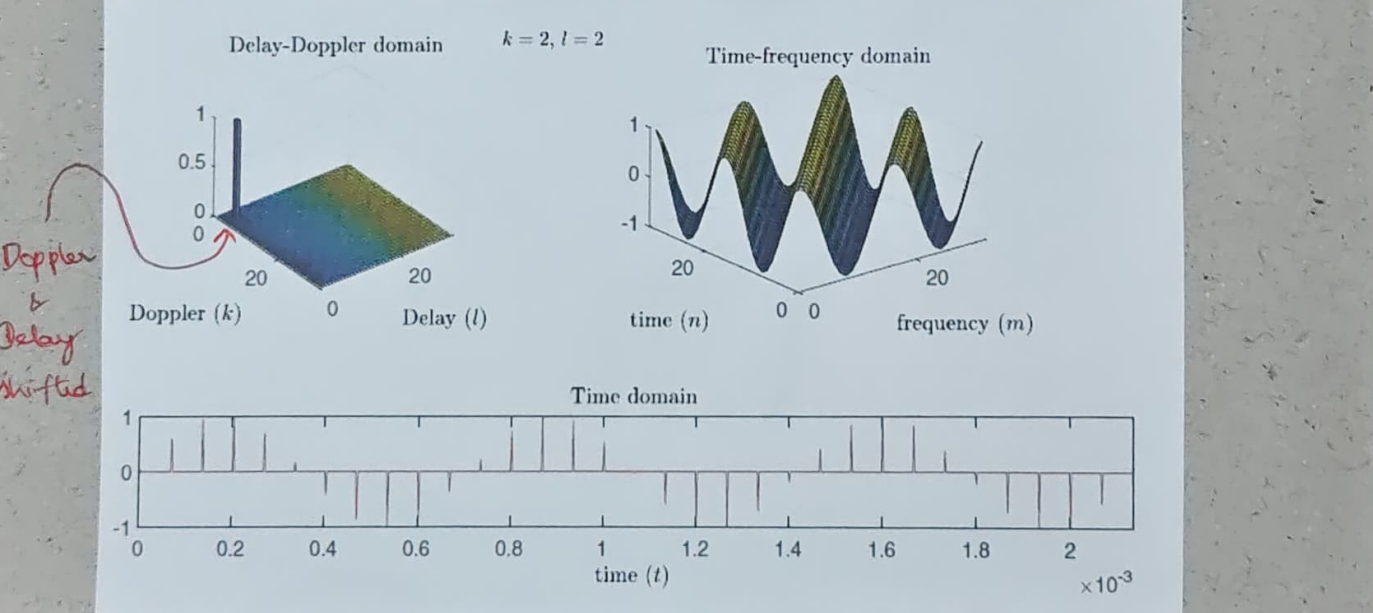 Delay-Doppler domain
k = 2, l = 2
Time-frequency domain
1
0.5
0
0
20
Doppler (k)
0
20
Delay (l)
1
0
-1
20
0
time (n)
0
20
frequency (m)
Doppler
&
Delay
shifted
Time domain
1
0
-1
0 0.2 0.4 0.6 0.8 1 1.2 1.4 1.6 1.8 2
time (t)
×10-3